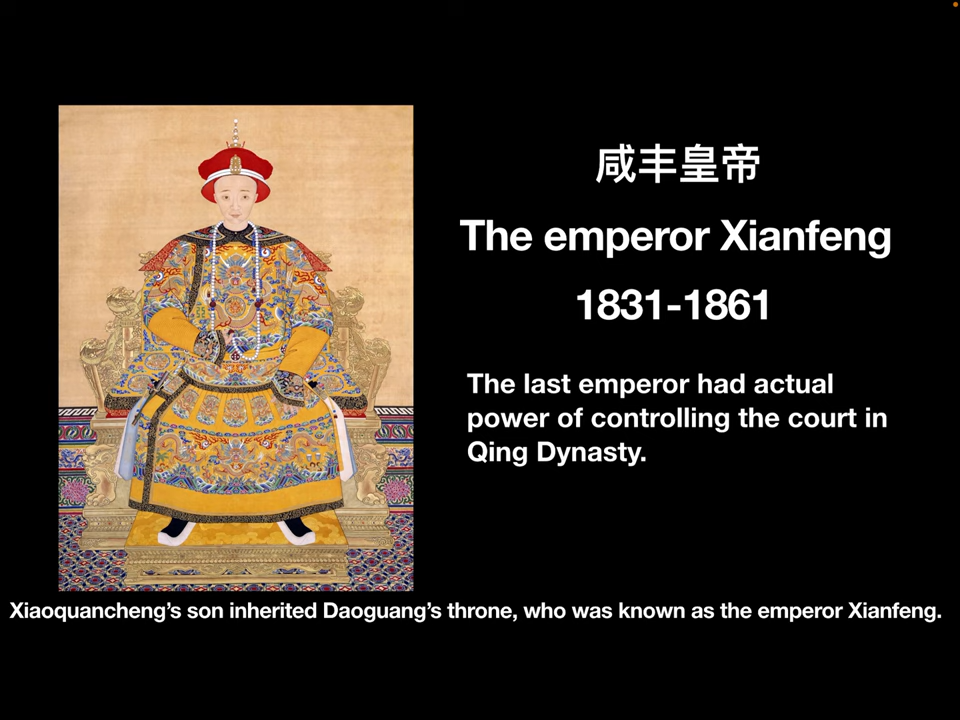 咸丰皇帝
The emperor Xianfeng
1831-1861
The last emperor had actual
power of controlling the court in
Qing Dynasty.
Xiaoquancheng’s son inherited Daoguang’s throne, who was known as the emperor Xianfeng.